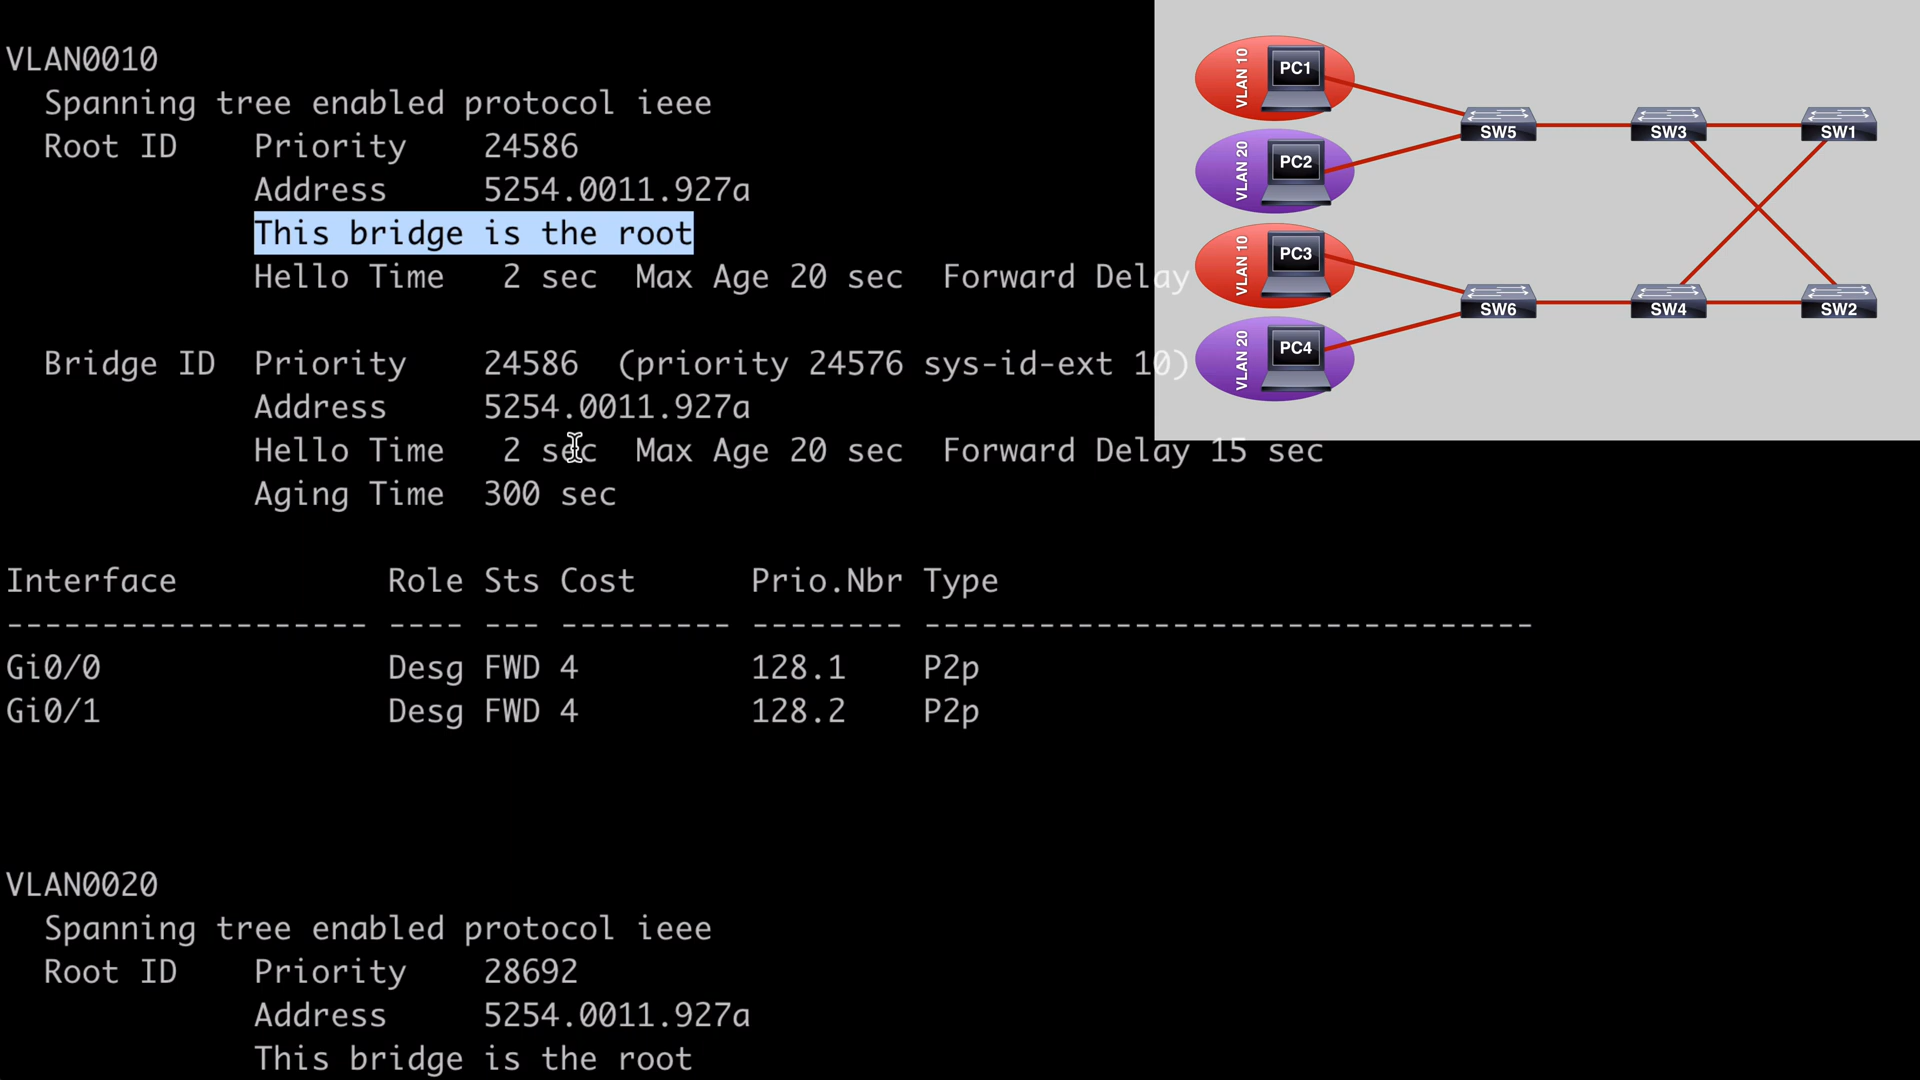 VLAN0010
Spanning tree enabled protocol ieee
Root ID Priority 24586
Address 5254.0011.927a
This bridge is the root
Hello Time 2 sec Max Age 20 sec Forward Delay
Bridge ID Priority 24586 (priority 24576 sys-id-ext 10)
Address 5254.0011.927a
Hello Time 2 sec Max Age 20 sec Forward Delay 15 sec
Aging Time 300 sec
Interface Role Sts Cost Prio.Nbr Type
------------------- ---- --- --------- -------- --------------------------------
Gi0/0 Desg FWD 4 128.1 P2p
Gi0/1 Desg FWD 4 128.2 P2p
VLAN0020
Spanning tree enabled protocol ieee
Root ID Priority 28692
Address 5254.0011.927a
This bridge is the root
VLAN 10
PC1
VLAN 20
PC2
VLAN 10
PC3
VLAN 20
PC4
SW5
SW3
SW1
SW6
SW4
SW2